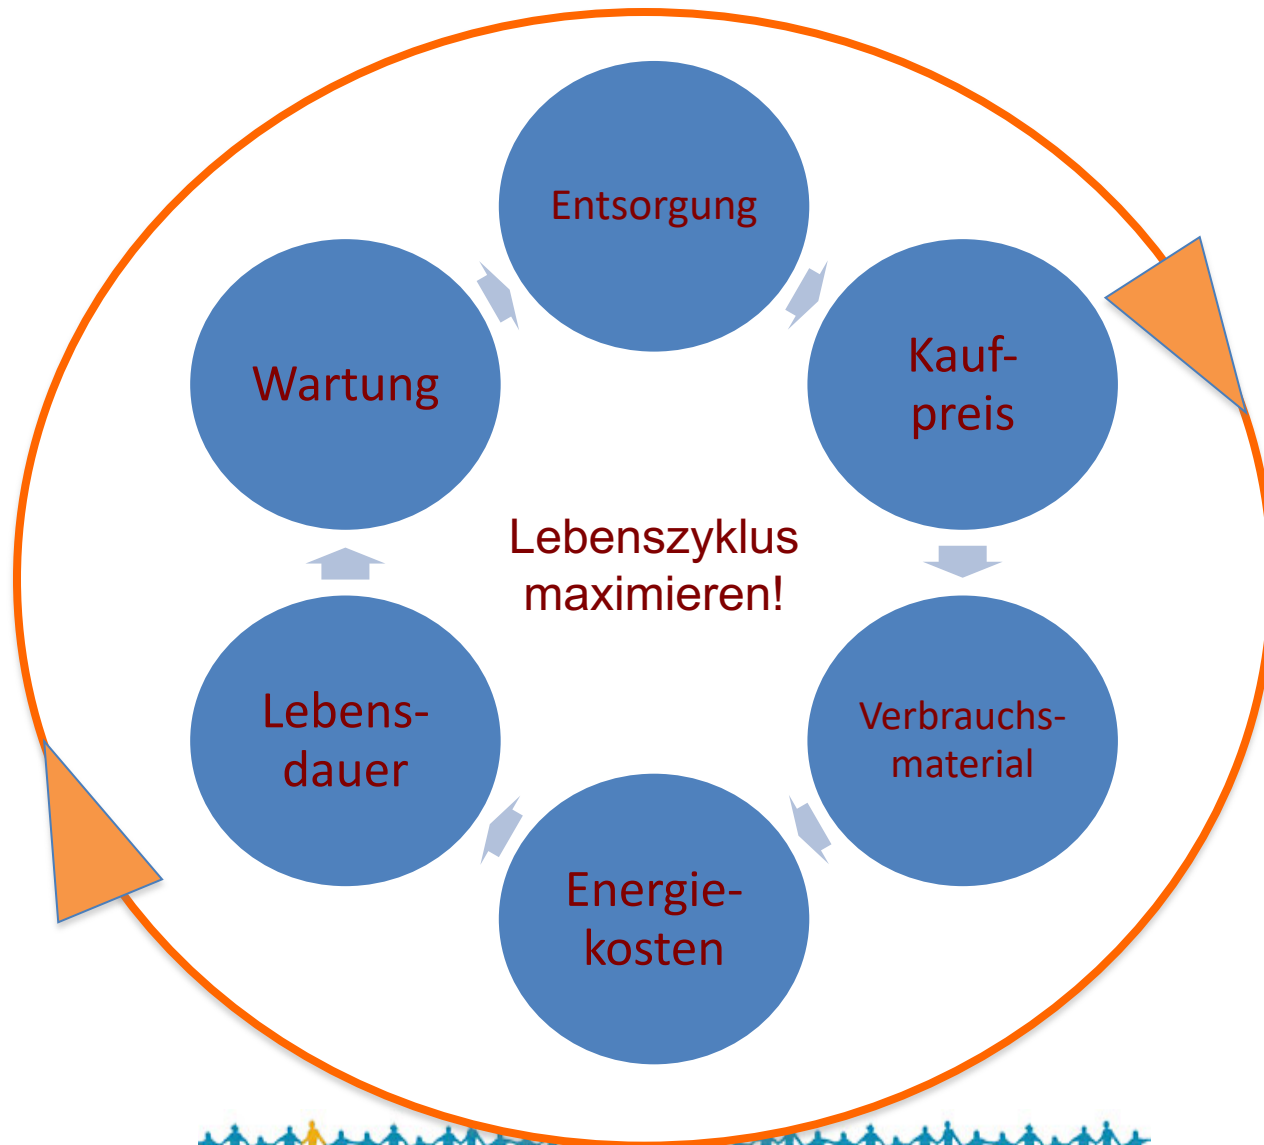 Entsorgung
Kauf-
preis
Verbrauchs-
material
Energie-
kosten
Lebens-
dauer
Wartung
Lebenszyklus
maximieren!